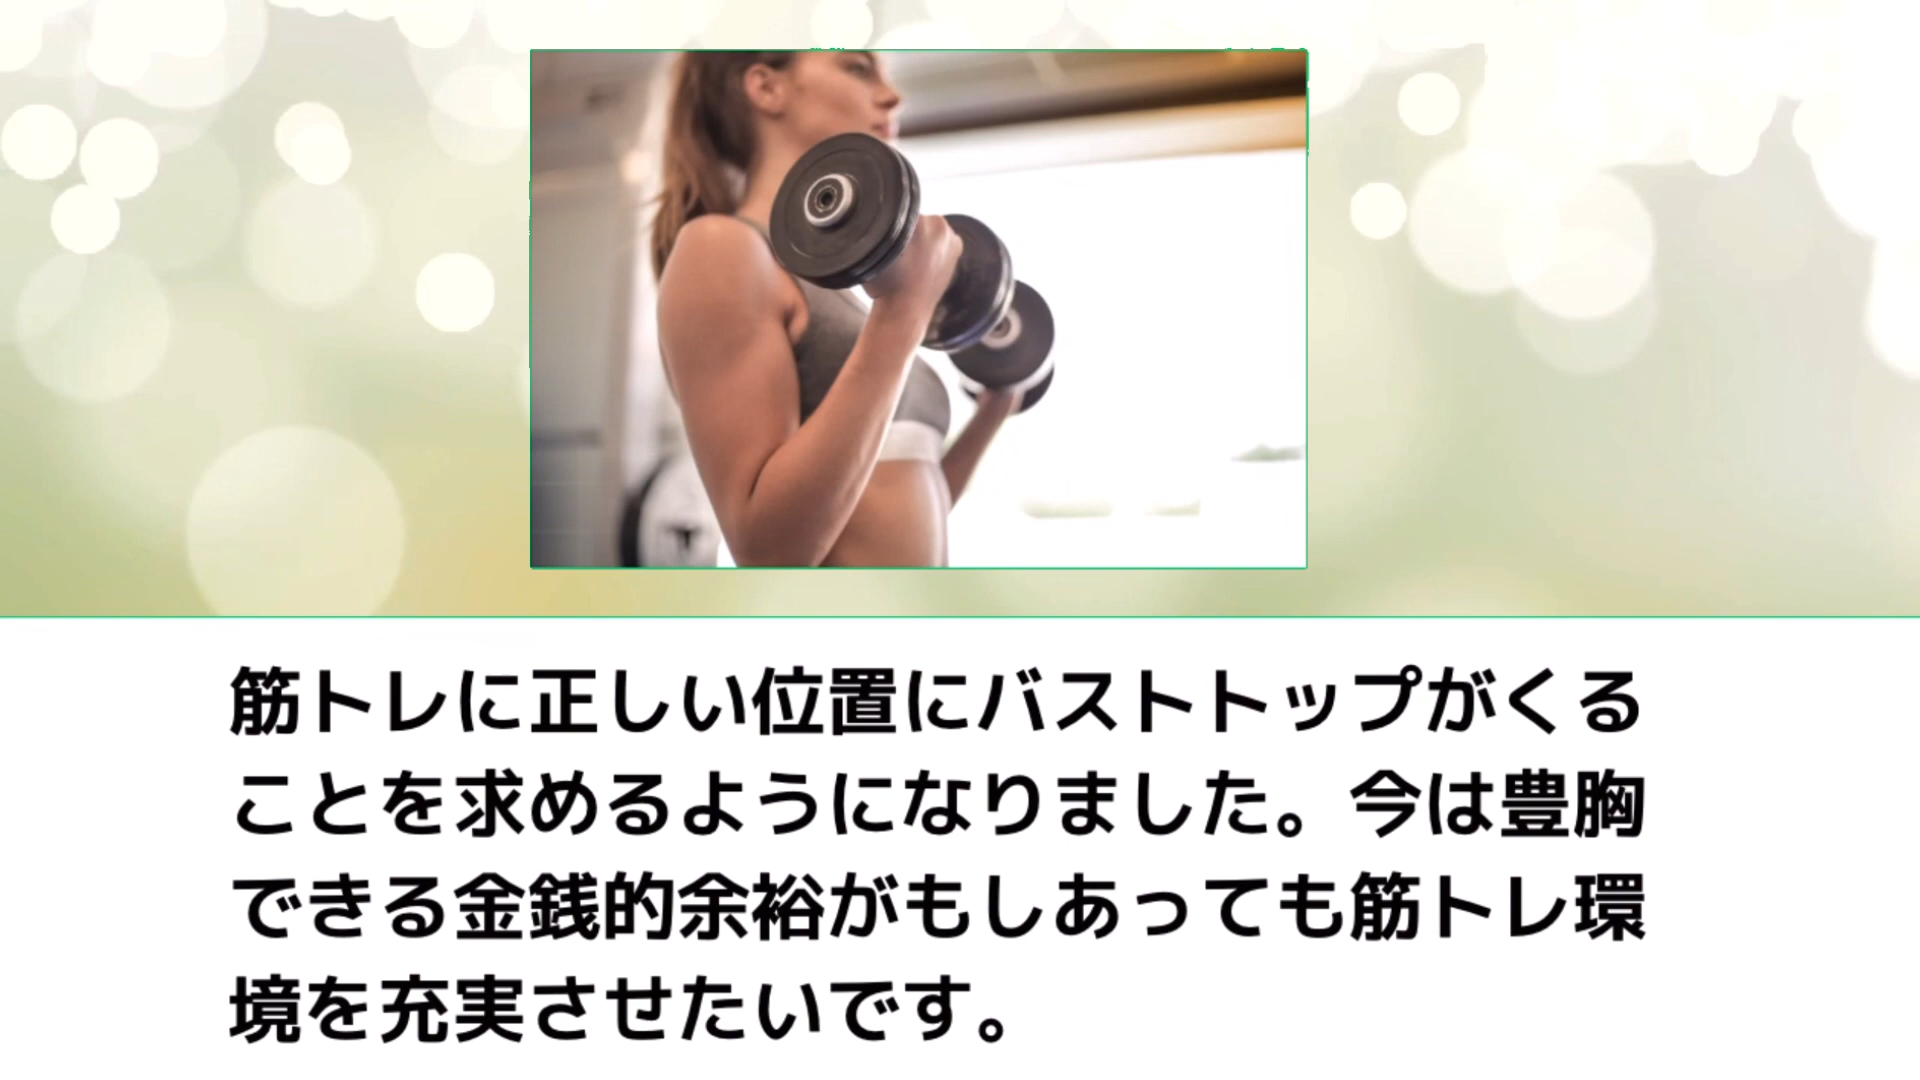 筋トレに正しい位置にバストトップがくる
ことを求めるようになりました。今は豊胸
できる金銭的余裕がもしあっても筋トレ環
境を充実させたいです。